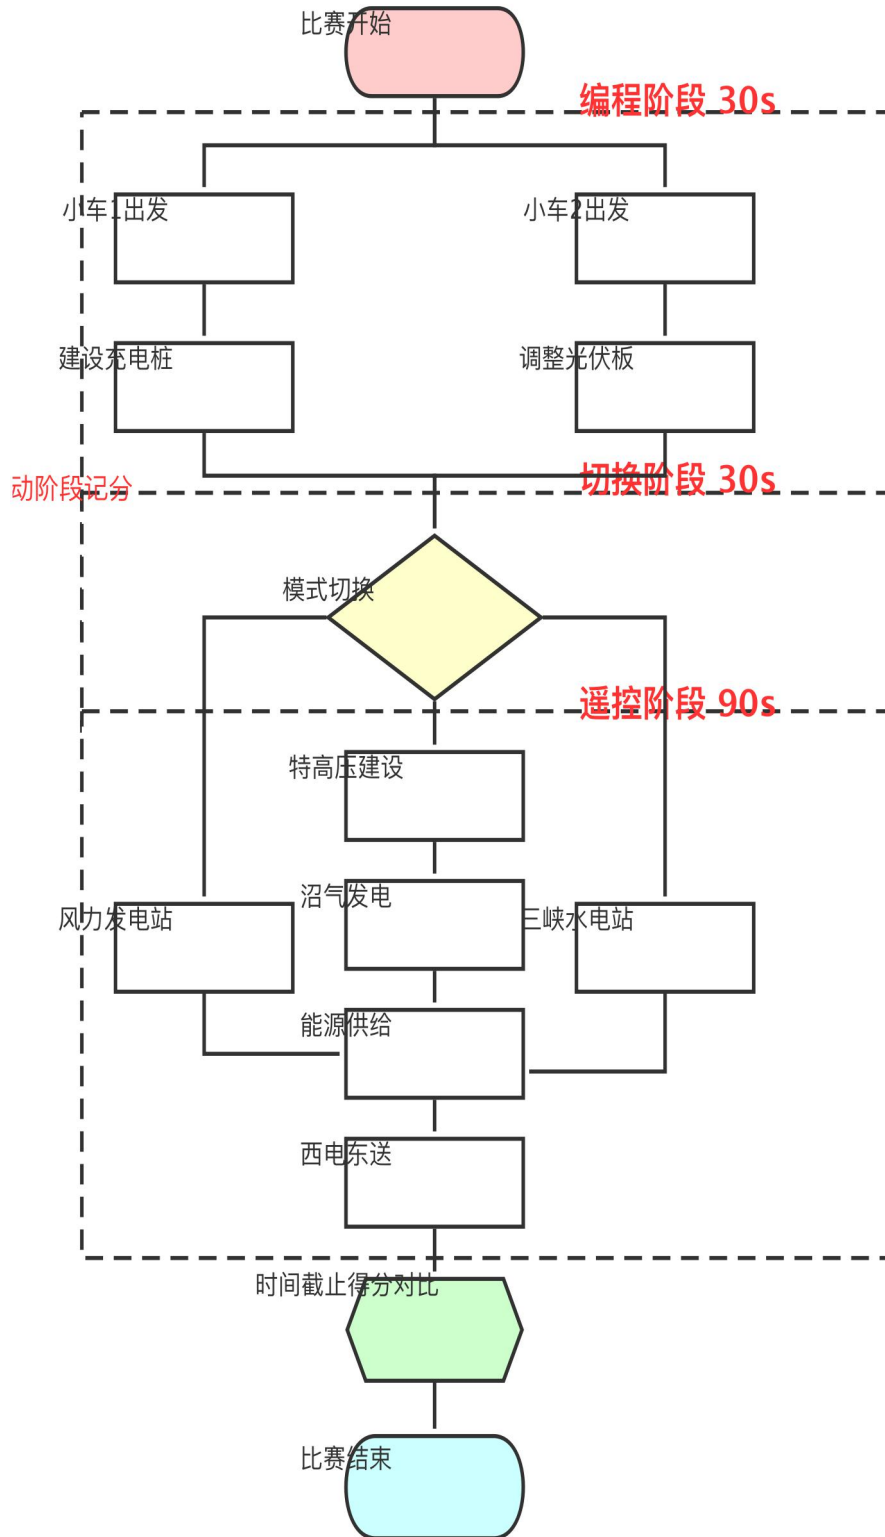 比赛开始
编程阶段 30s
小车1出发
小车2出发
建设充电桩
调整光伏板
切换阶段 30s
动阶段记分
模式切换
遥控阶段 90s
特高压建设
沼气发电
风力发电站
三峡水电站
能源供给
西电东送
时间截止得分对比
比赛结束